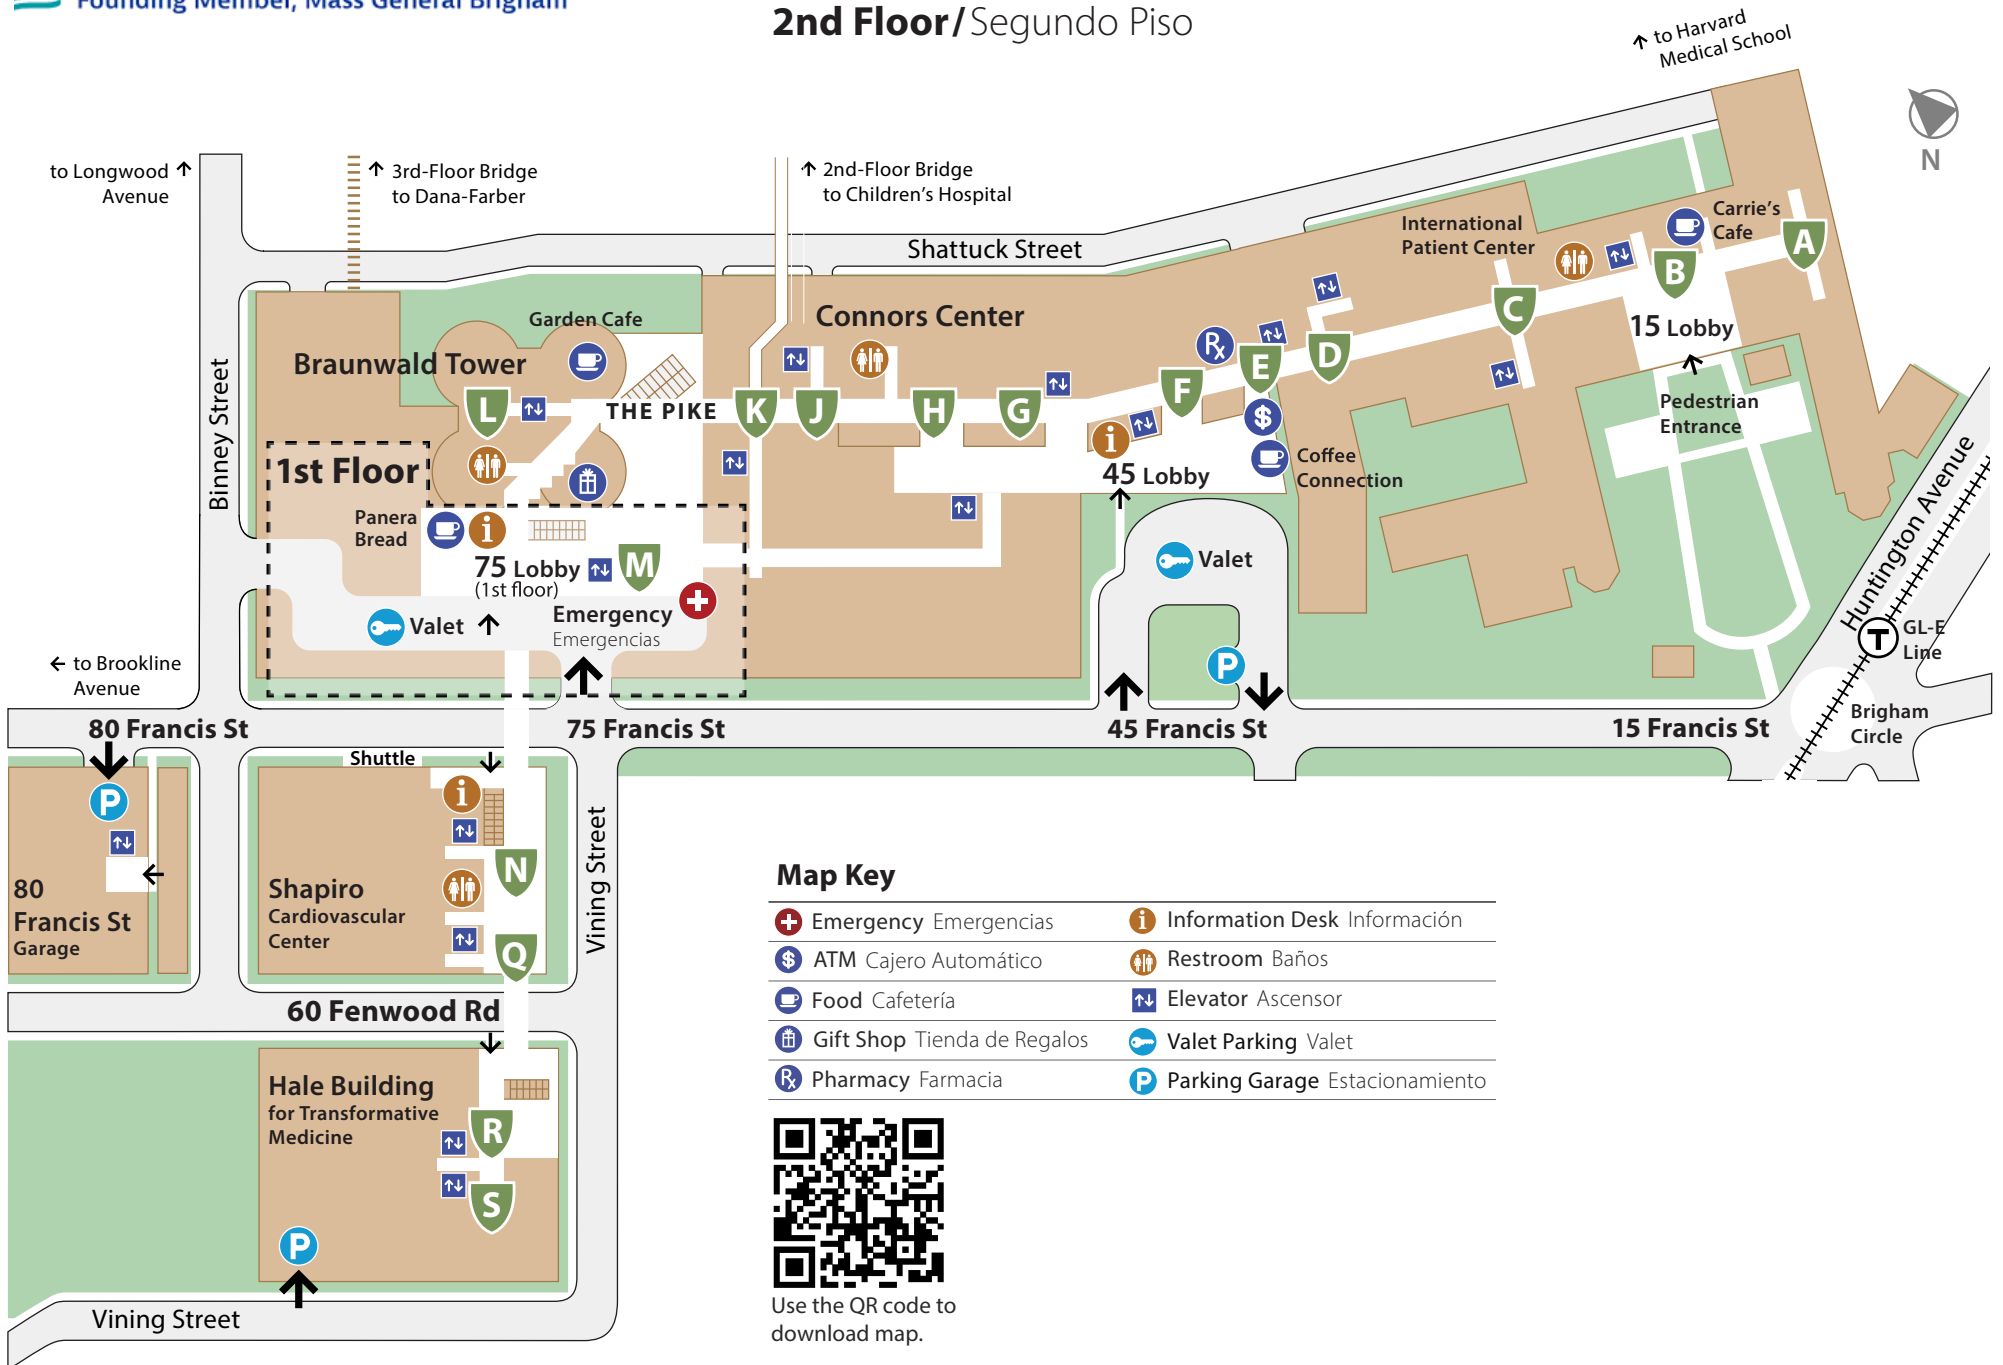 Founding Member, Mass General Brigham
2nd Floor/Segundo Piso
↑ to Harvard
Medical School
N
to Longwood ↑
Avenue
↑ 3rd-Floor Bridge
to Dana-Farber
↑ 2nd-Floor Bridge
to Children's Hospital
Shattuck Street
International
Patient Center
Carrie's
Cafe
A
B
C
15 Lobby
Pedestrian
Entrance
Garden Cafe
Braunwald Tower
Connors Center
Binney Street
L
THE PIKE
K
J
H
G
F
E
D
Rx
$
i
45 Lobby
Coffee
Connection
1st Floor
Panera
Bread
i
75 Lobby
(1st floor)
M
Valet ↑
Emergency
Emergencias
Valet
P
Huntington Avenue
T
GL-E
Line
Brigham
Circle
← to Brookline
Avenue
80 Francis St
75 Francis St
45 Francis St
15 Francis St
Shuttle
P
80
Francis St
Garage
i
N
Q
Shapiro
Cardiovascular
Center
Vining Street
60 Fenwood Rd
Hale Building
for Transformative
Medicine
R
S
P
Vining Street
Map Key
Emergency Emergencias
i Information Desk Información
$ ATM Cajero Automático
Restroom Baños
Food Cafetería
Elevator Ascensor
Gift Shop Tienda de Regalos
Valet Parking Valet
Rx Pharmacy Farmacia
P Parking Garage Estacionamiento
Use the QR code to
download map.